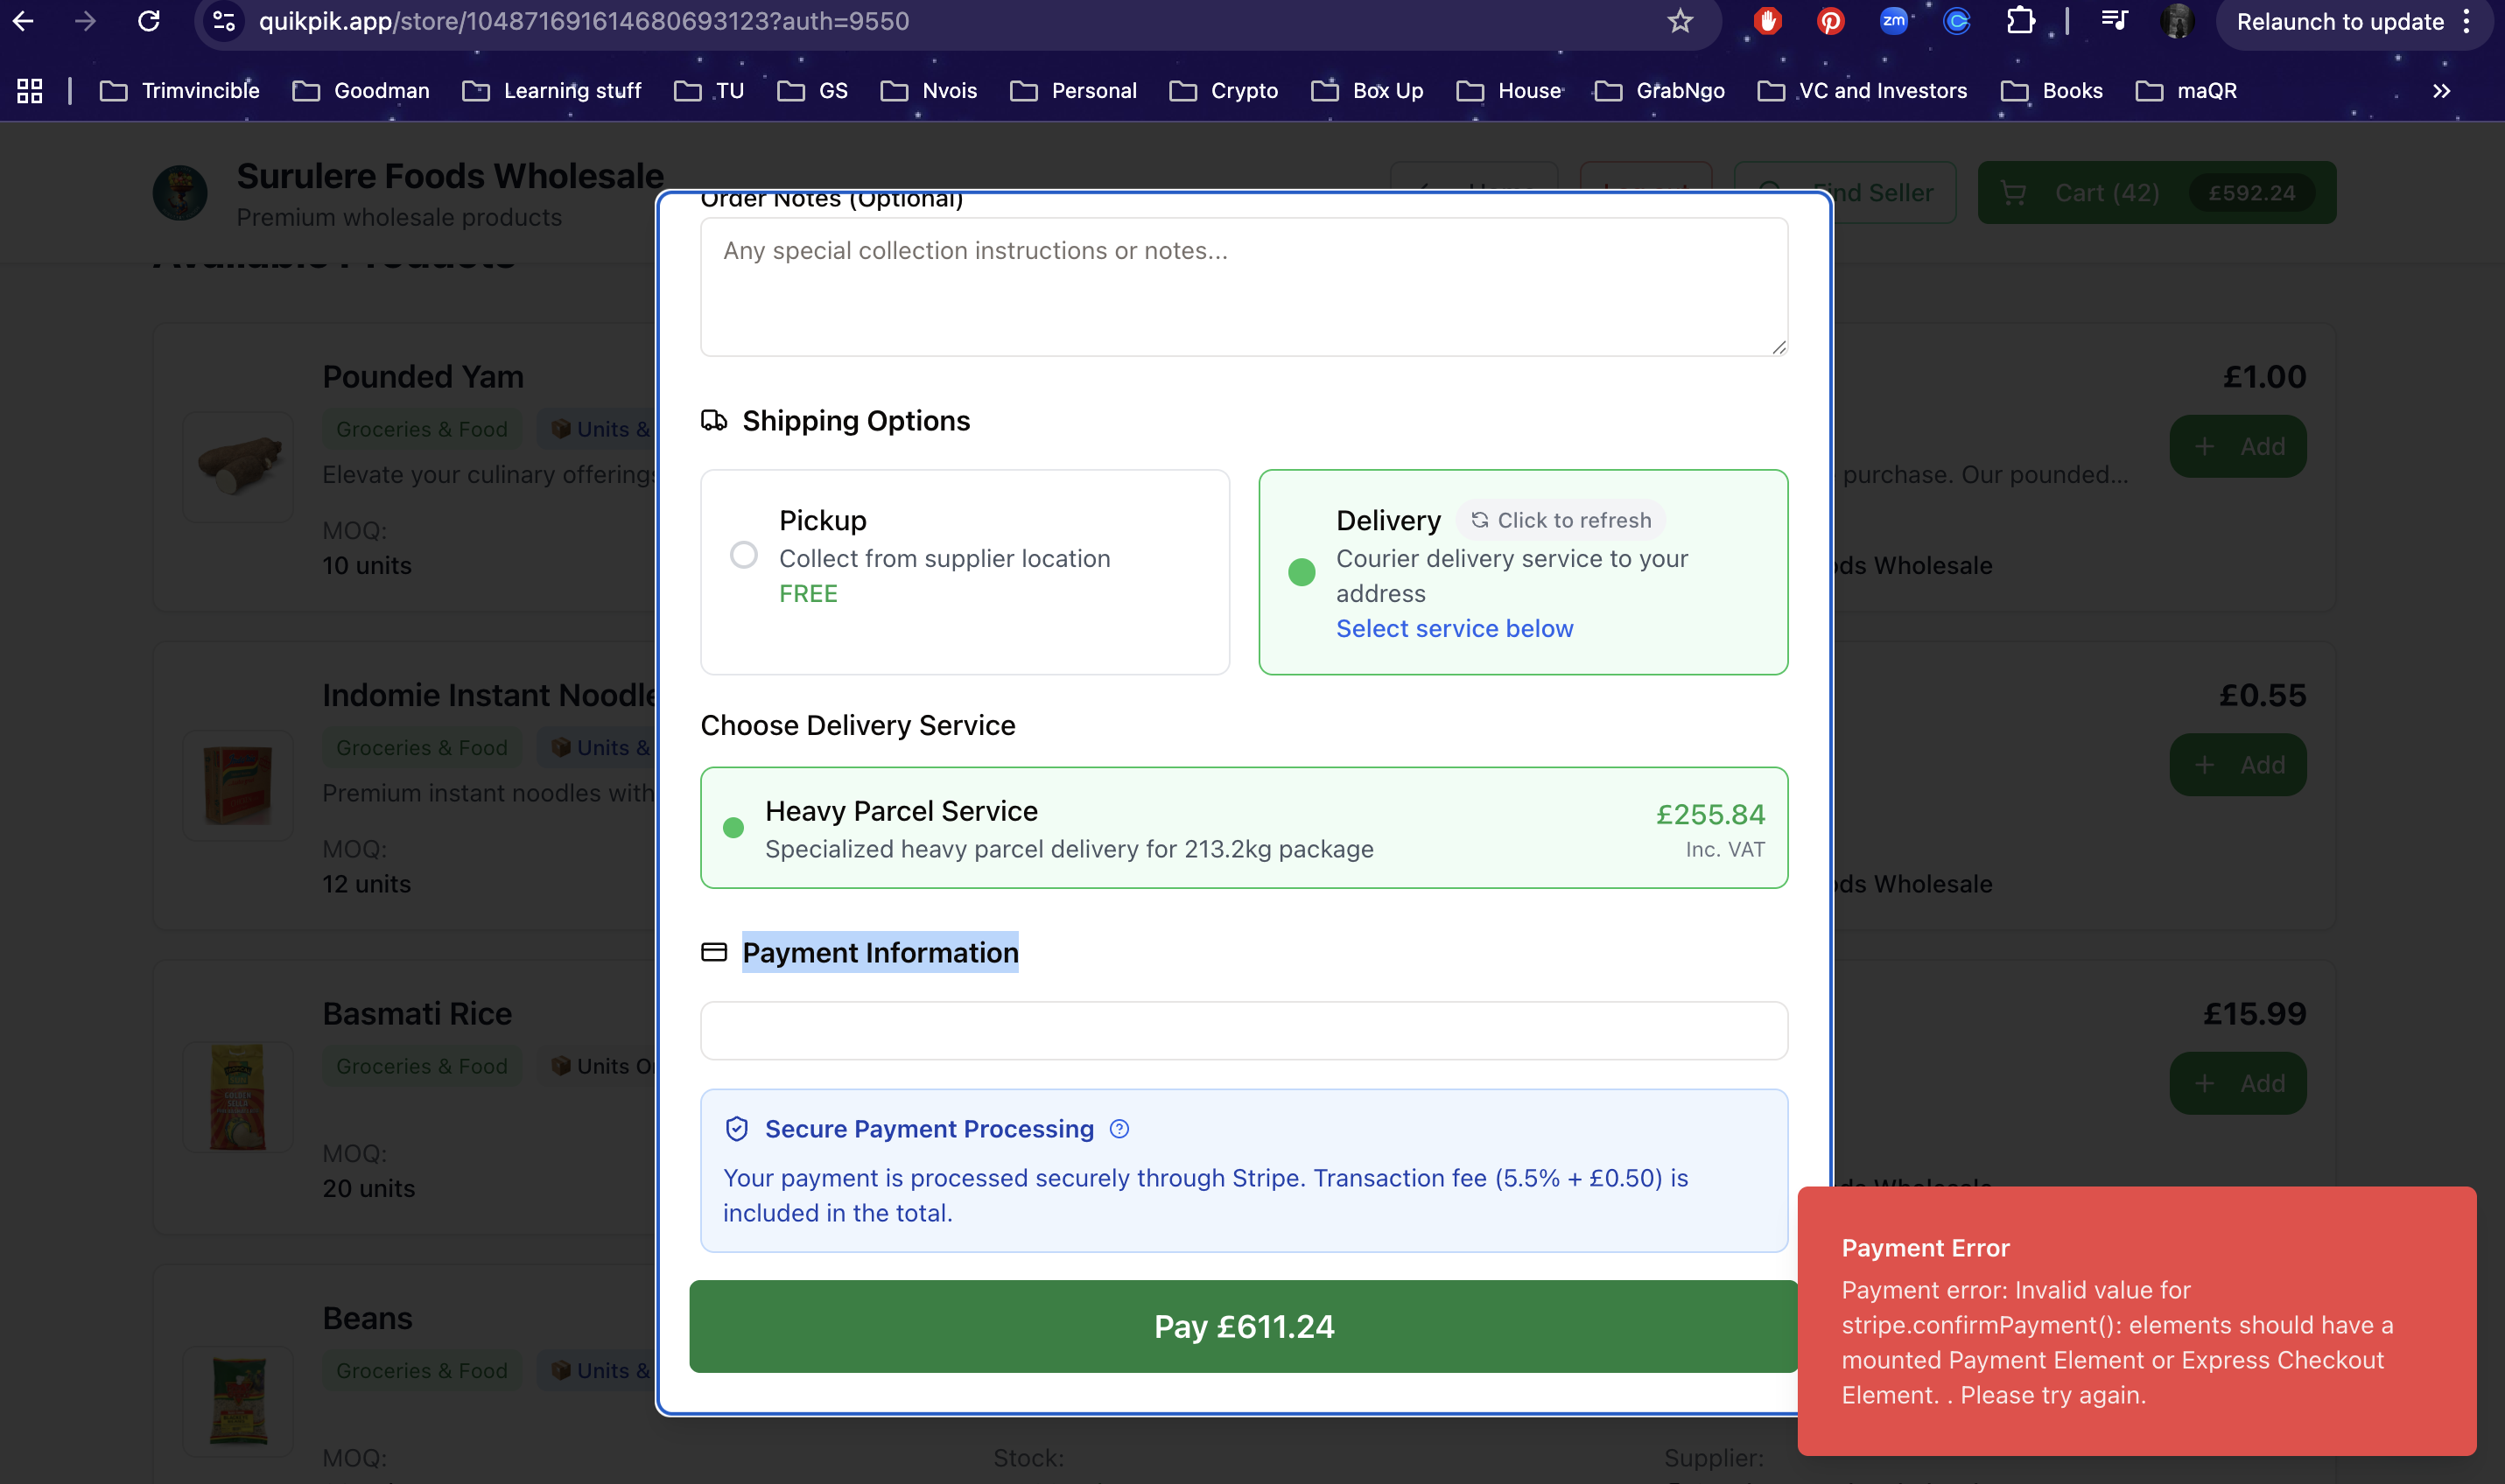 quikpik.app/store/104871691614680693123?auth=9550
zm
Relaunch to update
Trimvincible
Goodman
Learning stuff
TU
GS
Nvois
Personal
Crypto
Box Up
House
GrabNgo
VC and Investors
Books
maQR
Surulere Foods Wholesale
Premium wholesale products
Find Seller
Cart (42)
£592.24
Available Products
Order Notes (Optional)
Any special collection instructions or notes...
Shipping Options
Pickup
Collect from supplier location
FREE
Delivery
Click to refresh
Courier delivery service to your
address
Select service below
Choose Delivery Service
Heavy Parcel Service
£255.84
Specialized heavy parcel delivery for 213.2kg package
Inc. VAT
Payment Information
Secure Payment Processing
Your payment is processed securely through Stripe. Transaction fee (5.5% + £0.50) is
included in the total.
Pay £611.24
Payment Error
Payment error: Invalid value for
stripe.confirmPayment(): elements should have a
mounted Payment Element or Express Checkout
Element. . Please try again.
Pounded Yam
£1.00
Groceries & Food
Units &
Add
Elevate your culinary offerings
purchase. Our pounded...
MOQ:
10 units
ods Wholesale
Indomie Instant Noodle
£0.55
Groceries & Food
Units &
Add
Premium instant noodles with
MOQ:
12 units
ods Wholesale
Basmati Rice
£15.99
Groceries & Food
Units O
Add
MOQ:
20 units
ods Wholesale
Beans
Groceries & Food
Units &
MOQ:
Stock:
Supplier: